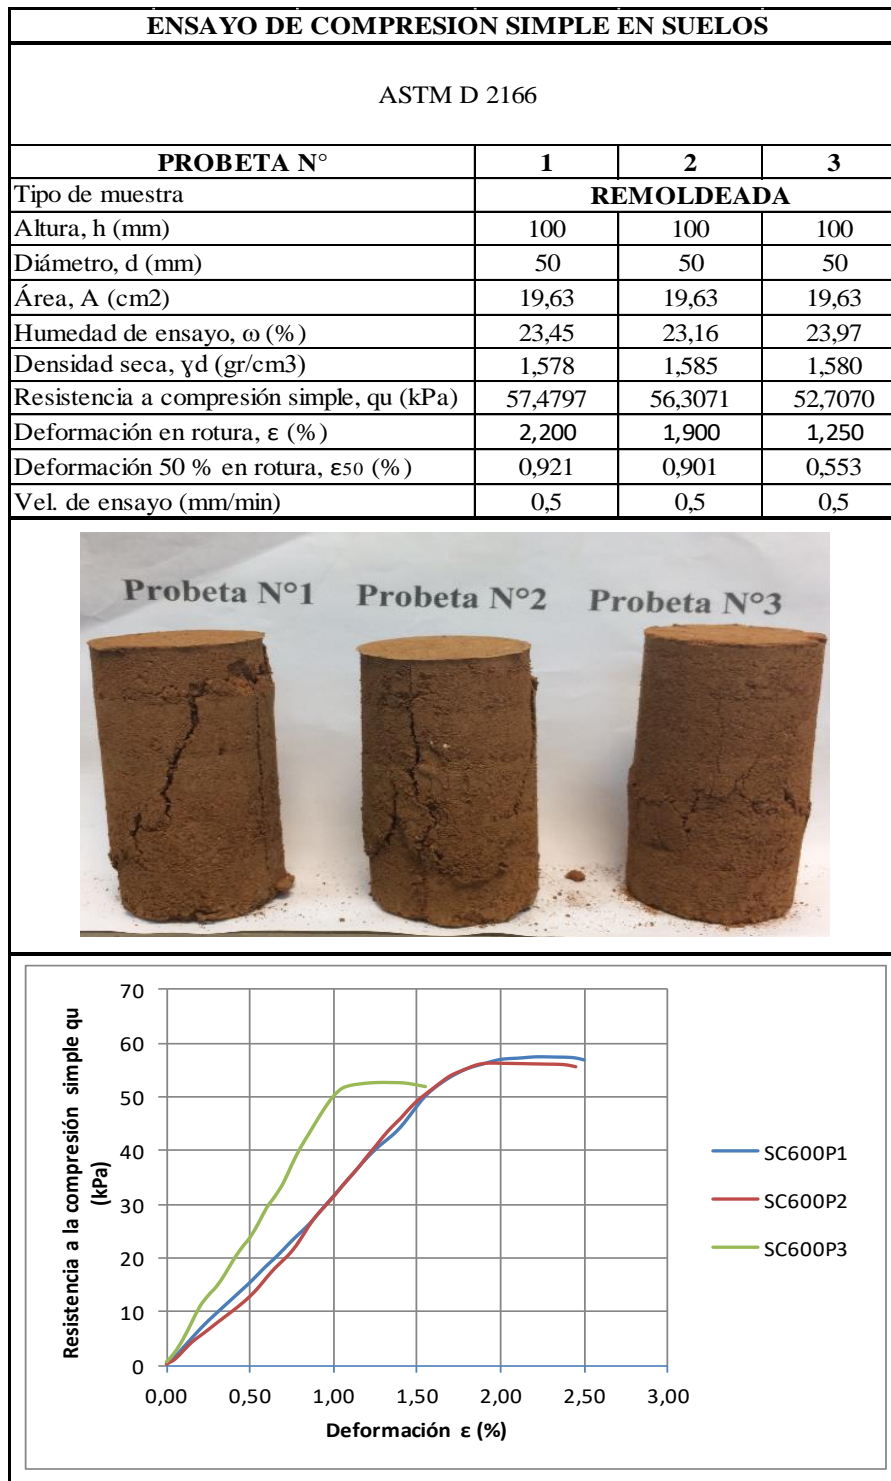 ENSAYO DE COMPRESION SIMPLE EN SUELOS
ASTM D 2166
PROBETA N° 1 2 3
Tipo de muestra REMOLDEADA
Altura, h (mm) 100 100 100
Diámetro, d (mm) 50 50 50
Área, A (cm2) 19,63 19,63 19,63
Humedad de ensayo, ω (%) 23,45 23,16 23,97
Densidad seca, ɣd (gr/cm3) 1,578 1,585 1,580
Resistencia a compresión simple, qu (kPa) 57,4797 56,3071 52,7070
Deformación en rotura, ε (%) 2,200 1,900 1,250
Deformación 50 % en rotura, ε50 (%) 0,921 0,901 0,553
Vel. de ensayo (mm/min) 0,5 0,5 0,5
Probeta N°1 Probeta N°2 Probeta N°3
Resistencia a la compresión simple qu
(kPa)
70
60
50
40
30
20
10
0
0,00 0,50 1,00 1,50 2,00 2,50 3,00
Deformación ε (%)
SC600P1
SC600P2
SC600P3